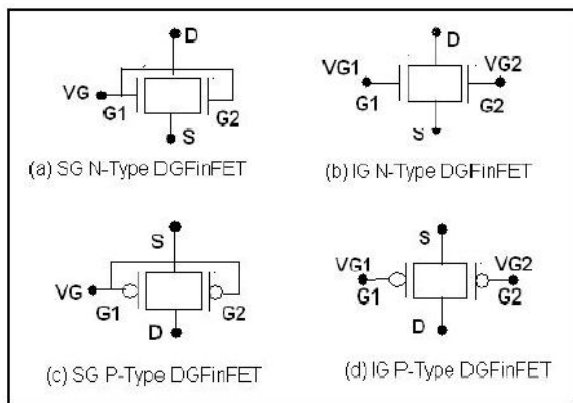 D
VG
G1
G2
S
(a) SG N-Type DGFinFET
D
VG1
VG2
G1
G2
S
(b) IG N-Type DGFinFET
S
VG
G1
G2
D
(c) SG P-Type DGFinFET
S
VG1
VG2
G1
G2
D
(d) IG P-Type DGFinFET